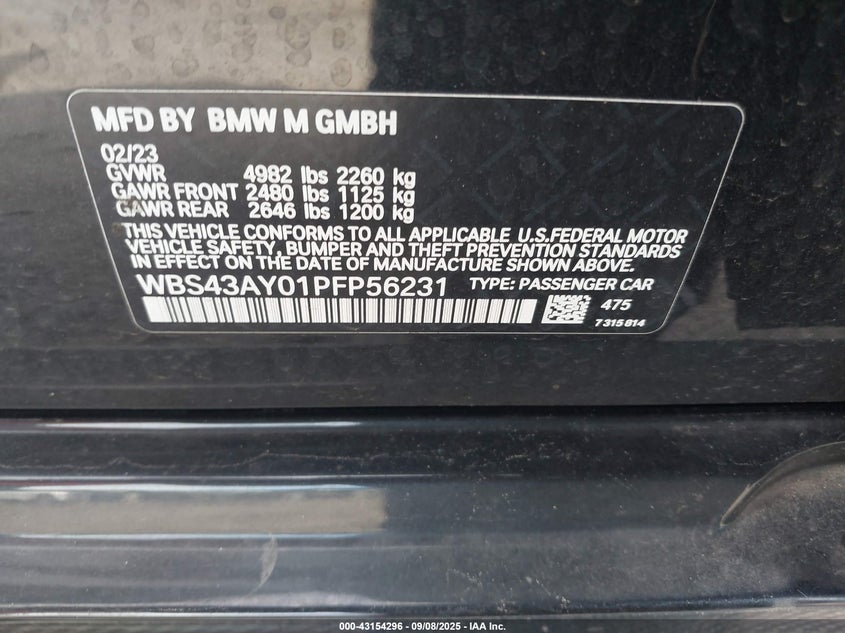 MFD BY BMW M GMBH
02/23
GVWR 4982 lbs 2260 kg
GAWR FRONT 2480 lbs 1125 kg
GAWR REAR 2646 lbs 1200 kg
THIS VEHICLE CONFORMS TO ALL APPLICABLE U.S.FEDERAL MOTOR
VEHICLE SAFETY, BUMPER AND THEFT PREVENTION STANDARDS
IN EFFECT ON THE DATE OF MANUFACTURE SHOWN ABOVE.
WBS43AY01PFP56231 TYPE: PASSENGER CAR
475
7315814
000-43154296 - 09/08/2025 - IAA Inc.